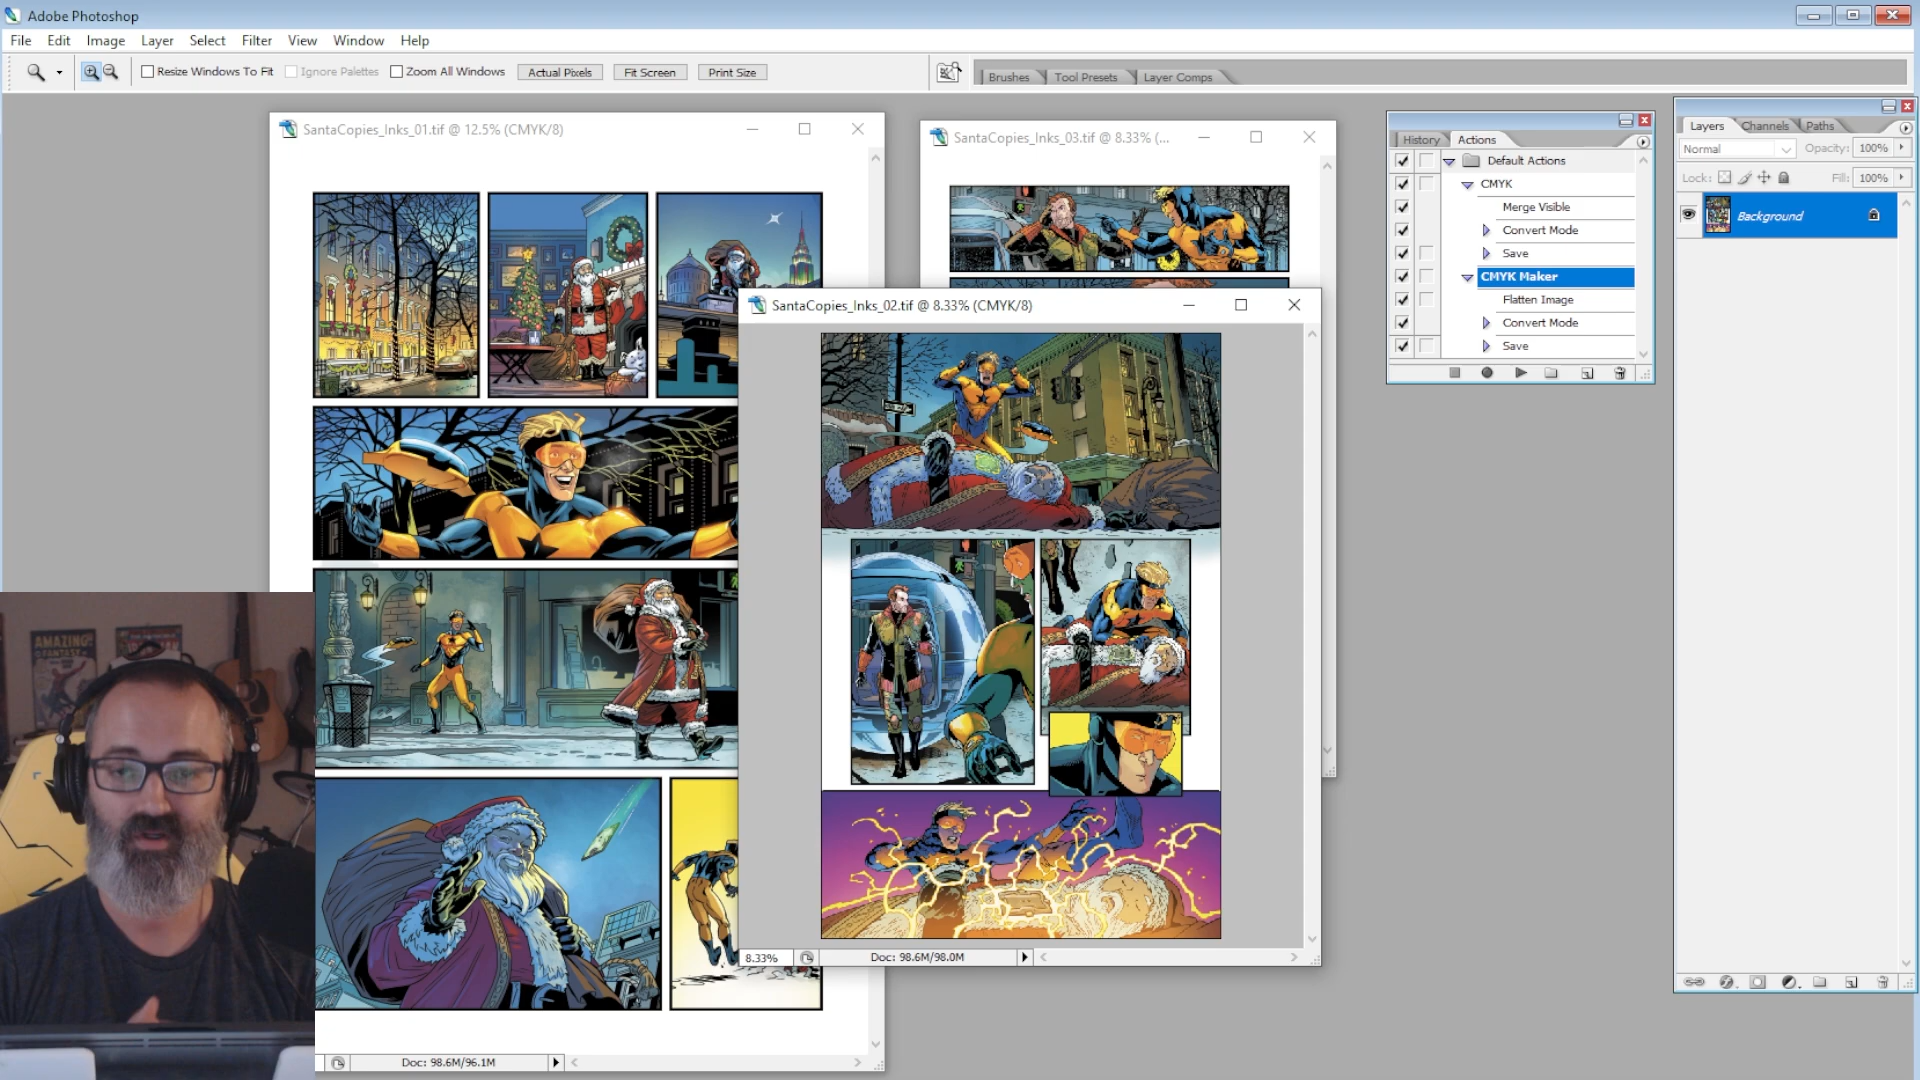 Adobe Photoshop
File Edit Image Layer Select Filter View Window Help
Resize Windows To Fit Ignore Palettes Zoom All Windows Actual Pixels Fit Screen Print Size
Brushes Tool Presets Layer Comps
SantaCopies_Inks_01.tif @ 12.5% (CMYK/8)
SantaCopies_Inks_03.tif @ 8.33% (...
SantaCopies_Inks_02.tif @ 8.33% (CMYK/8)
History Actions
Default Actions
CMYK
Merge Visible
Convert Mode
Save
CMYK Maker
Flatten Image
Convert Mode
Save
Layers Channels Paths
Normal Opacity: 100%
Lock: Fill: 100%
Background
AMAZING
FANTASY
8.33% Doc: 98.6M/98.0M
Doc: 98.6M/96.1M